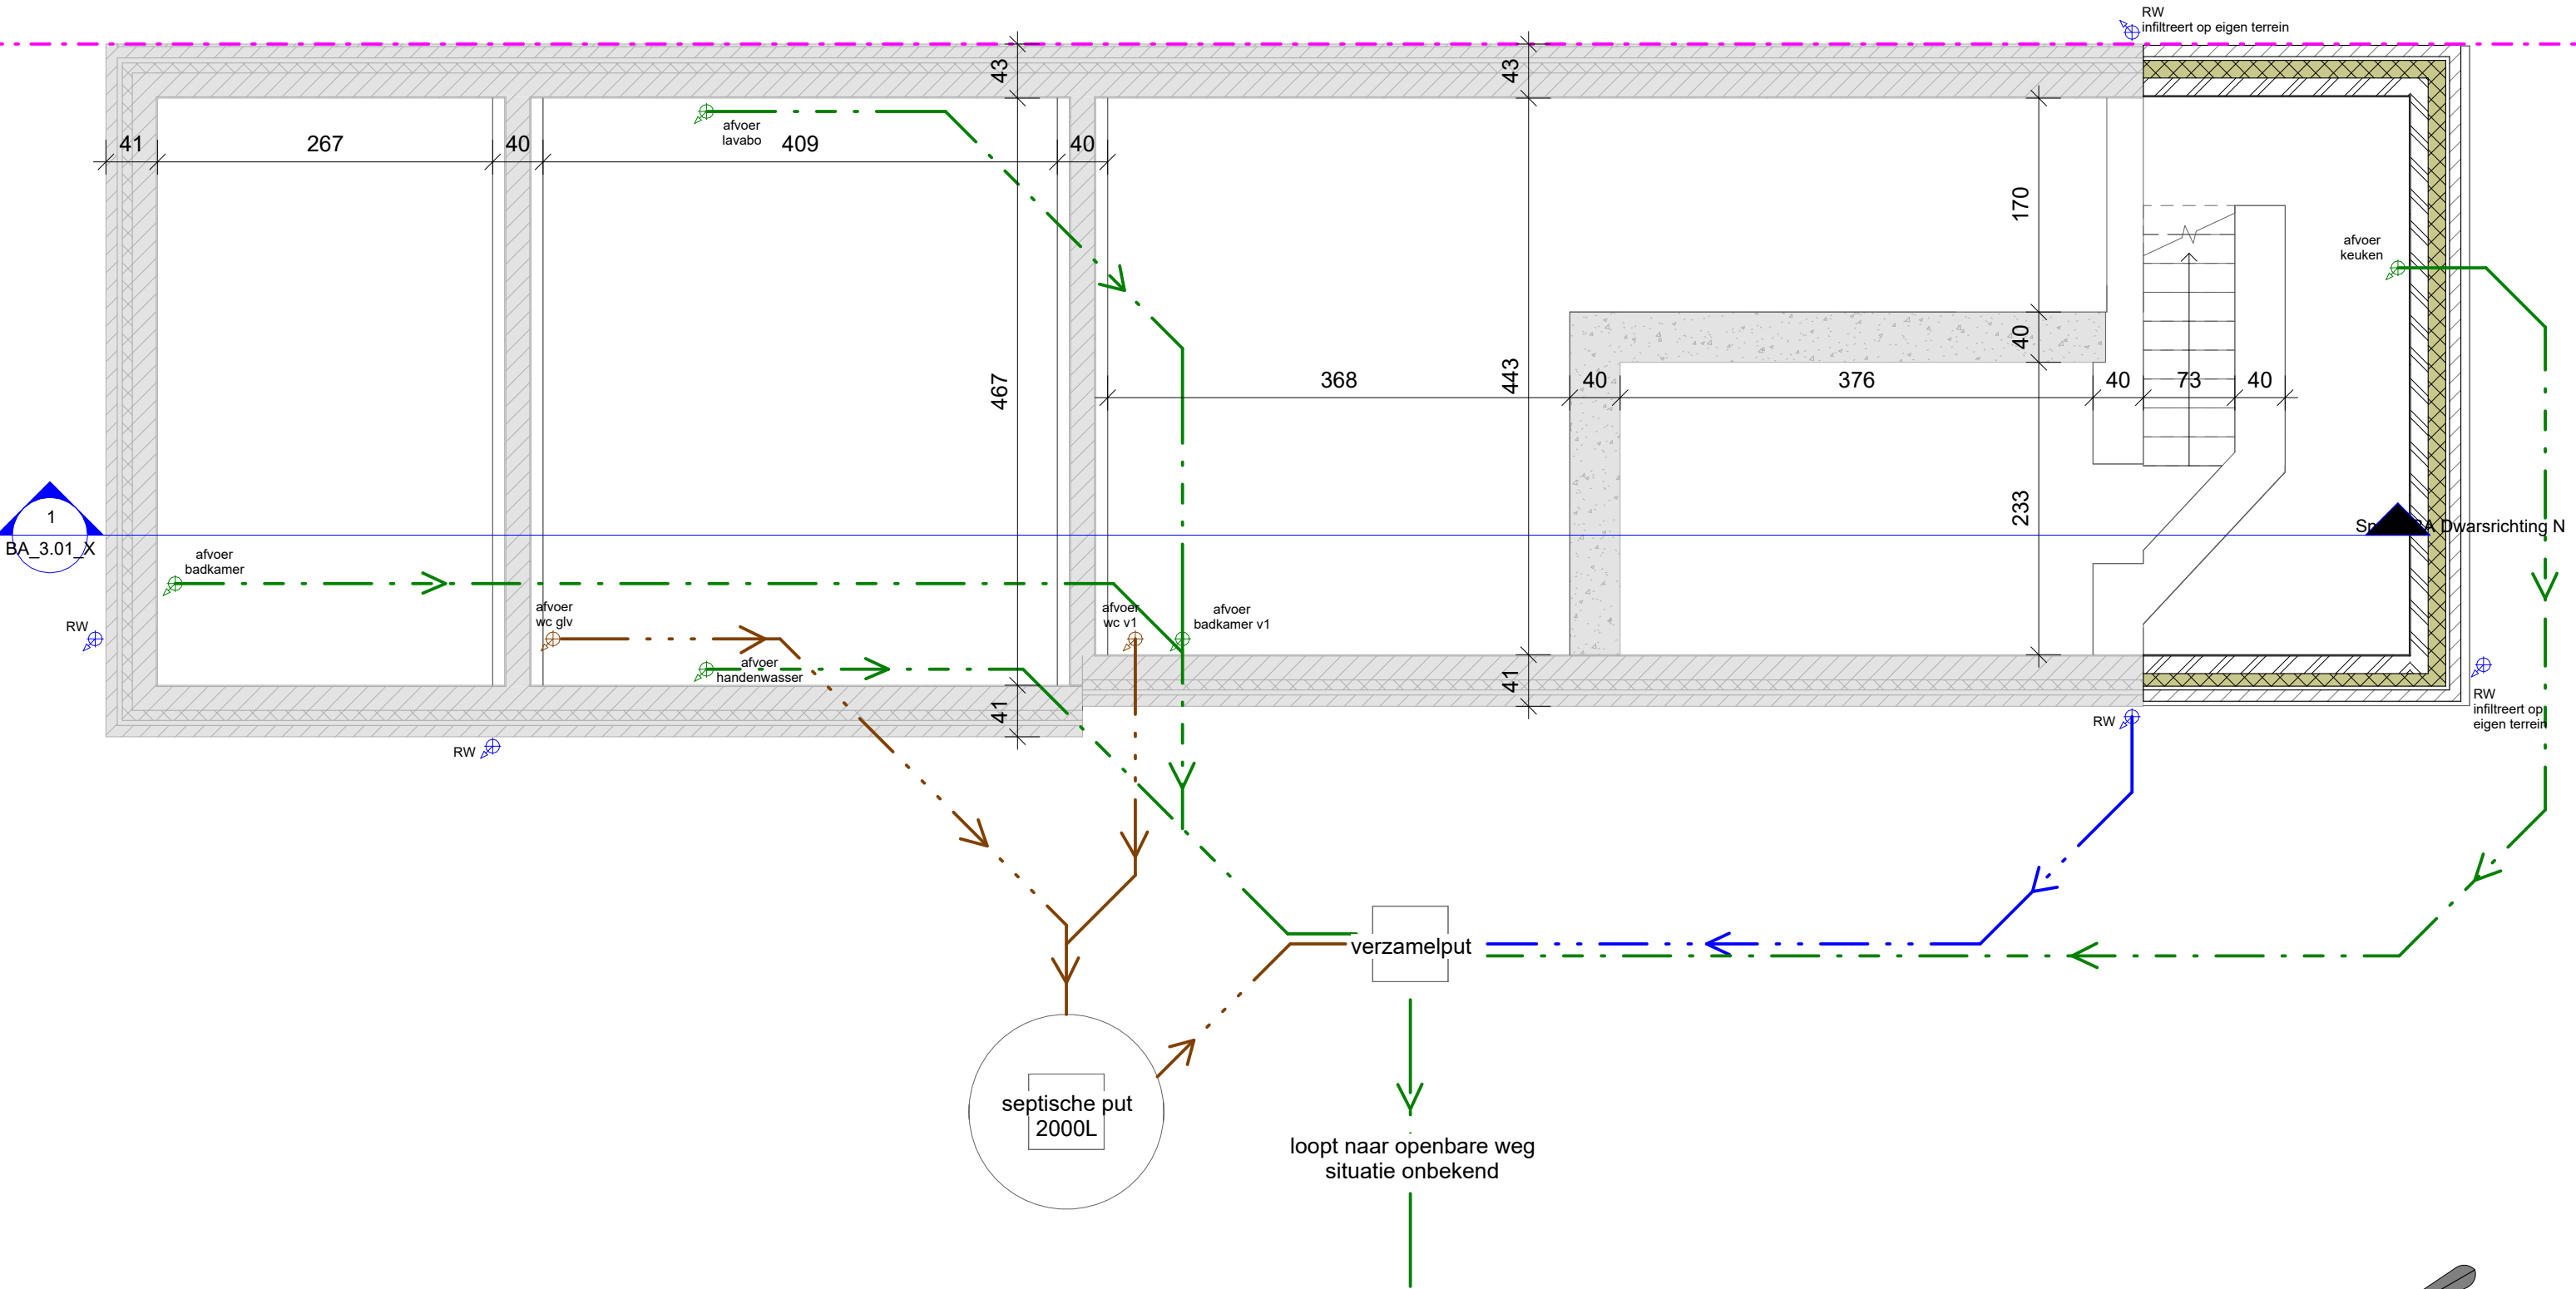 RW
infiltreert op eigen terrein
43
43
afvoer
lavabo
41
267
40
409
40
170
afvoer
keuken
40
467
443
368
40
376
40
73
40
233
1
BA_3.01_X
Dwarsrichting N
afvoer
badkamer
afvoer
wc glv
afvoer
wc v1
afvoer
badkamer v1
RW
afvoer
handenwasser
41
41
RW
RW
RW
infiltreert op
eigen terrein
verzamelput
septische put
2000L
loopt naar openbare weg
situatie onbekend